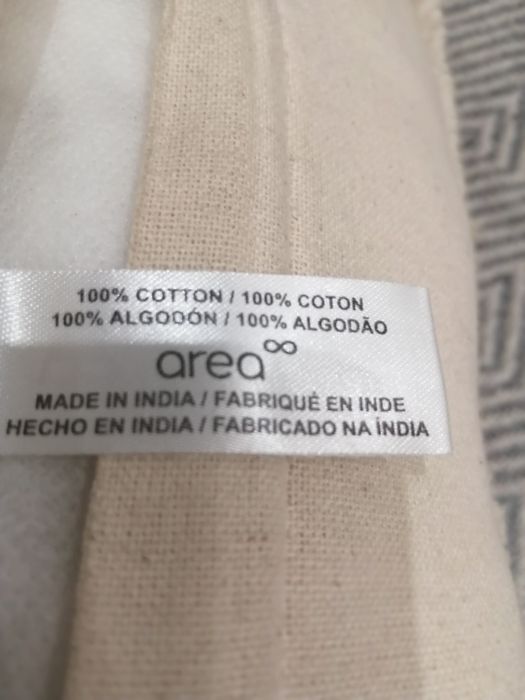 100% COTTON / 100% COTON
100% ALGODÓN / 100% ALGODÃO
area∞
MADE IN INDIA / FABRIQUÉ EN INDE
HECHO EN INDIA / FABRICADO NA ÍNDIA